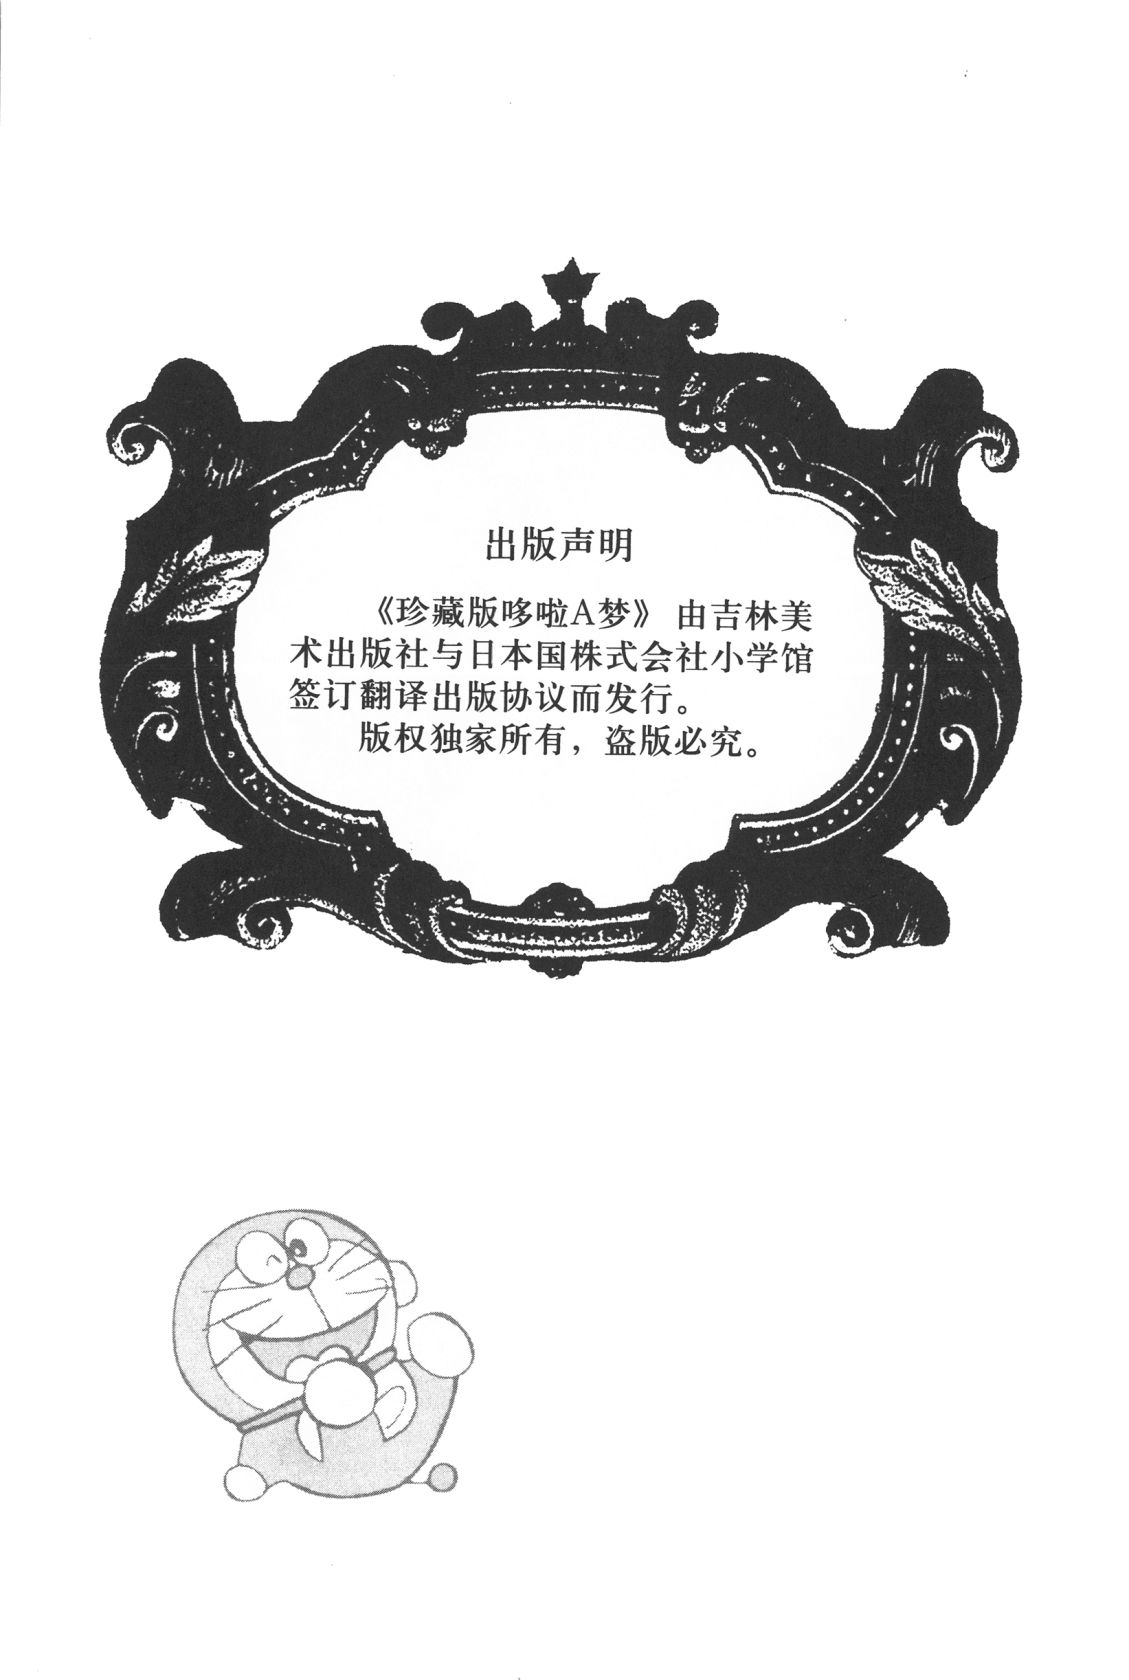 出版声明
《珍藏版哆啦A梦》由吉林美
术出版社与日本国株式会社小学馆
签订翻译出版协议而发行。
版权独家所有，盗版必究。